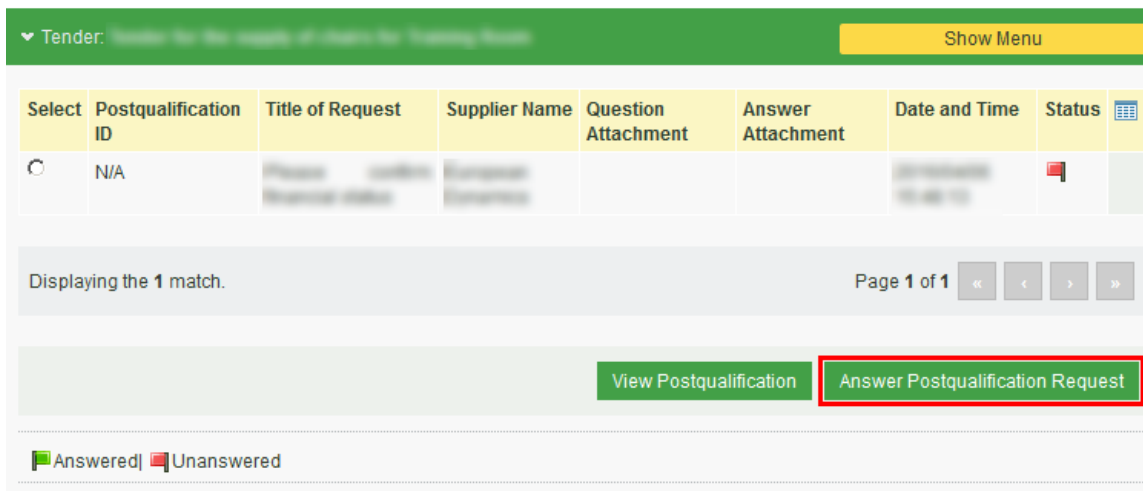 Tender:
Show Menu
Select Postqualification ID Title of Request Supplier Name Question Attachment Answer Attachment Date and Time Status
N/A
Displaying the 1 match.
Page 1 of 1 « ‹ › »
View Postqualification Answer Postqualification Request
Answered| Unanswered